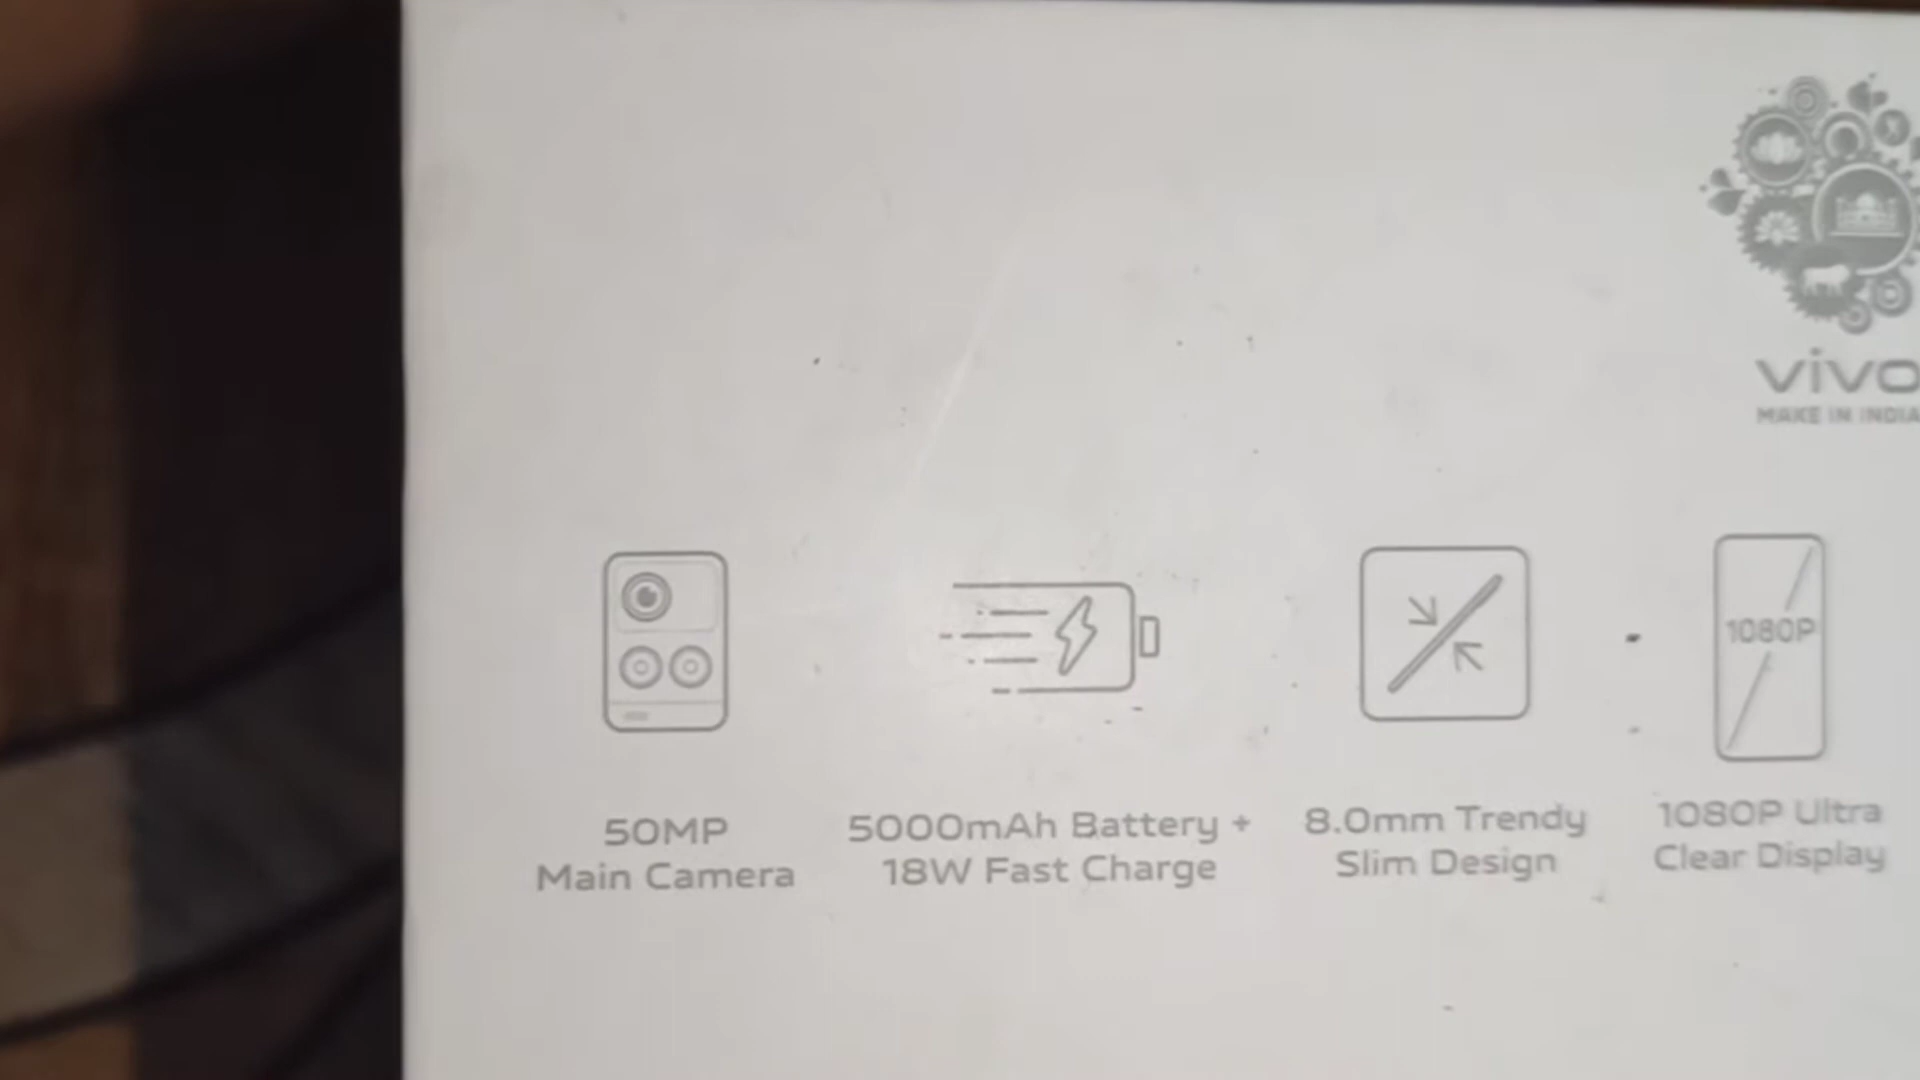 vivo
MAKE IN INDIA
1080P
50MP
Main Camera
5000mAh Battery +
18W Fast Charge
8.0mm Trendy
Slim Design
1080P Ultra
Clear Display